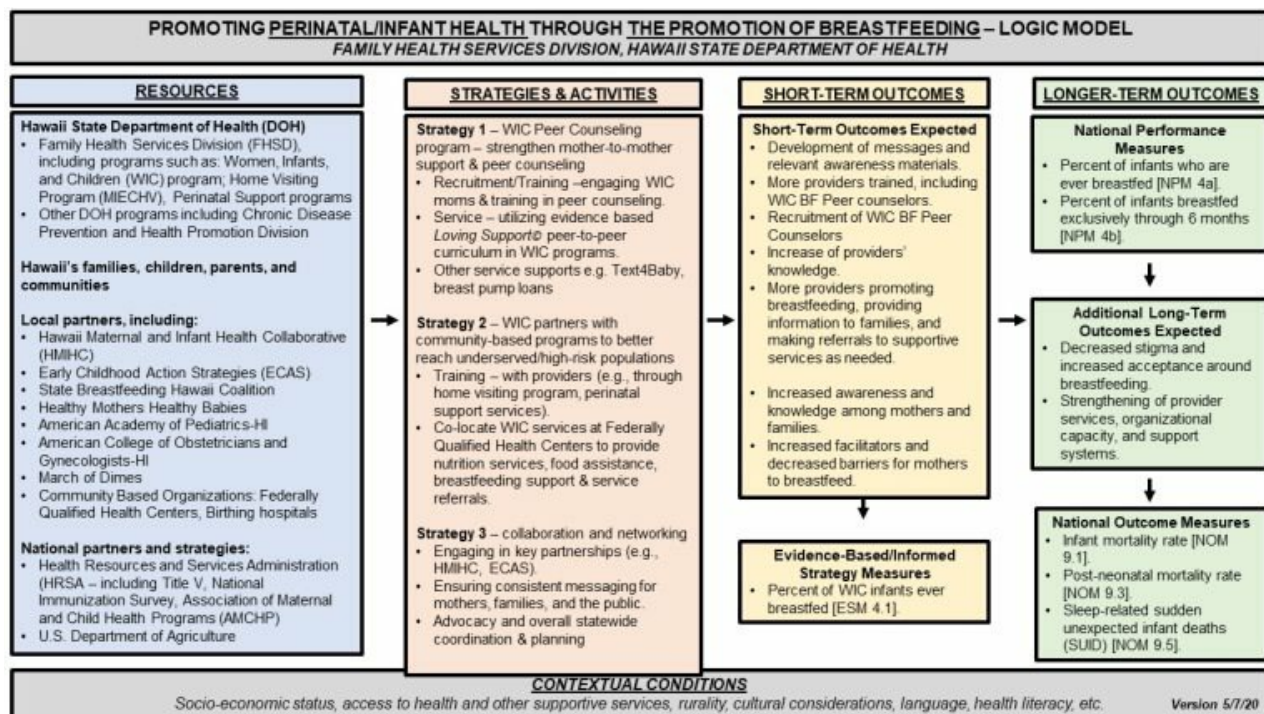 PROMOTING PERINATAL/INFANT HEALTH THROUGH THE PROMOTION OF BREASTFEEDING – LOGIC MODEL
FAMILY HEALTH SERVICES DIVISION, HAWAII STATE DEPARTMENT OF HEALTH
RESOURCES
Hawaii State Department of Health (DOH)
• Family Health Services Division (FHSD),
including programs such as: Women, Infants,
and Children (WIC) program; Home Visiting
Program (MIECHV), Perinatal Support programs
• Other DOH programs including Chronic Disease
Prevention and Health Promotion Division
Hawaii's families, children, parents, and
communities
Local partners, including:
• Hawaii Maternal and Infant Health Collaborative
(HMIHC)
• Early Childhood Action Strategies (ECAS)
• State Breastfeeding Hawaii Coalition
• Healthy Mothers Healthy Babies
• American Academy of Pediatrics-HI
• American College of Obstetricians and
Gynecologists-HI
• March of Dimes
• Community Based Organizations: Federally
Qualified Health Centers, Birthing hospitals
National partners and strategies:
• Health Resources and Services Administration
(HRSA – including Title V, National
Immunization Survey, Association of Maternal
and Child Health Programs (AMCHP)
• U.S. Department of Agriculture
STRATEGIES & ACTIVITIES
Strategy 1 – WIC Peer Counseling
program – strengthen mother-to-mother
support & peer counseling
• Recruitment/Training –engaging WIC
moms & training in peer counseling.
• Service – utilizing evidence based
Loving Support© peer-to-peer
curriculum in WIC programs.
• Other service supports e.g. Text4Baby,
breast pump loans
Strategy 2 – WIC partners with
community-based programs to better
reach underserved/high-risk populations
• Training – with providers (e.g., through
home visiting program, perinatal
support services).
• Co-locate WIC services at Federally
Qualified Health Centers to provide
nutrition services, food assistance,
breastfeeding support & service
referrals.
Strategy 3 – collaboration and networking
• Engaging in key partnerships (e.g.,
HMIHC, ECAS).
• Ensuring consistent messaging for
mothers, families, and the public.
• Advocacy and overall statewide
coordination & planning
SHORT-TERM OUTCOMES
Short-Term Outcomes Expected
• Development of messages and
relevant awareness materials.
• More providers trained, including
WIC BF Peer counselors.
• Recruitment of WIC BF Peer
Counselors
• Increase of providers'
knowledge.
• More providers promoting
breastfeeding, providing
information to families, and
making referrals to supportive
services as needed.
• Increased awareness and
knowledge among mothers and
families.
• Increased facilitators and
decreased barriers for mothers
to breastfeed.
Evidence-Based/Informed
Strategy Measures
• Percent of WIC infants ever
breastfed [ESM 4.1].
LONGER-TERM OUTCOMES
National Performance
Measures
• Percent of infants who are
ever breastfed [NPM 4a].
• Percent of infants breastfed
exclusively through 6 months
[NPM 4b].
Additional Long-Term
Outcomes Expected
• Decreased stigma and
increased acceptance around
breastfeeding.
• Strengthening of provider
services, organizational
capacity, and support
systems.
National Outcome Measures
• Infant mortality rate [NOM
9.1].
• Post-neonatal mortality rate
[NOM 9.3].
• Sleep-related sudden
unexpected infant deaths
(SUID) [NOM 9.5].
CONTEXTUAL CONDITIONS
Socio-economic status, access to health and other supportive services, rurality, cultural considerations, language, health literacy, etc.
Version 5/7/20